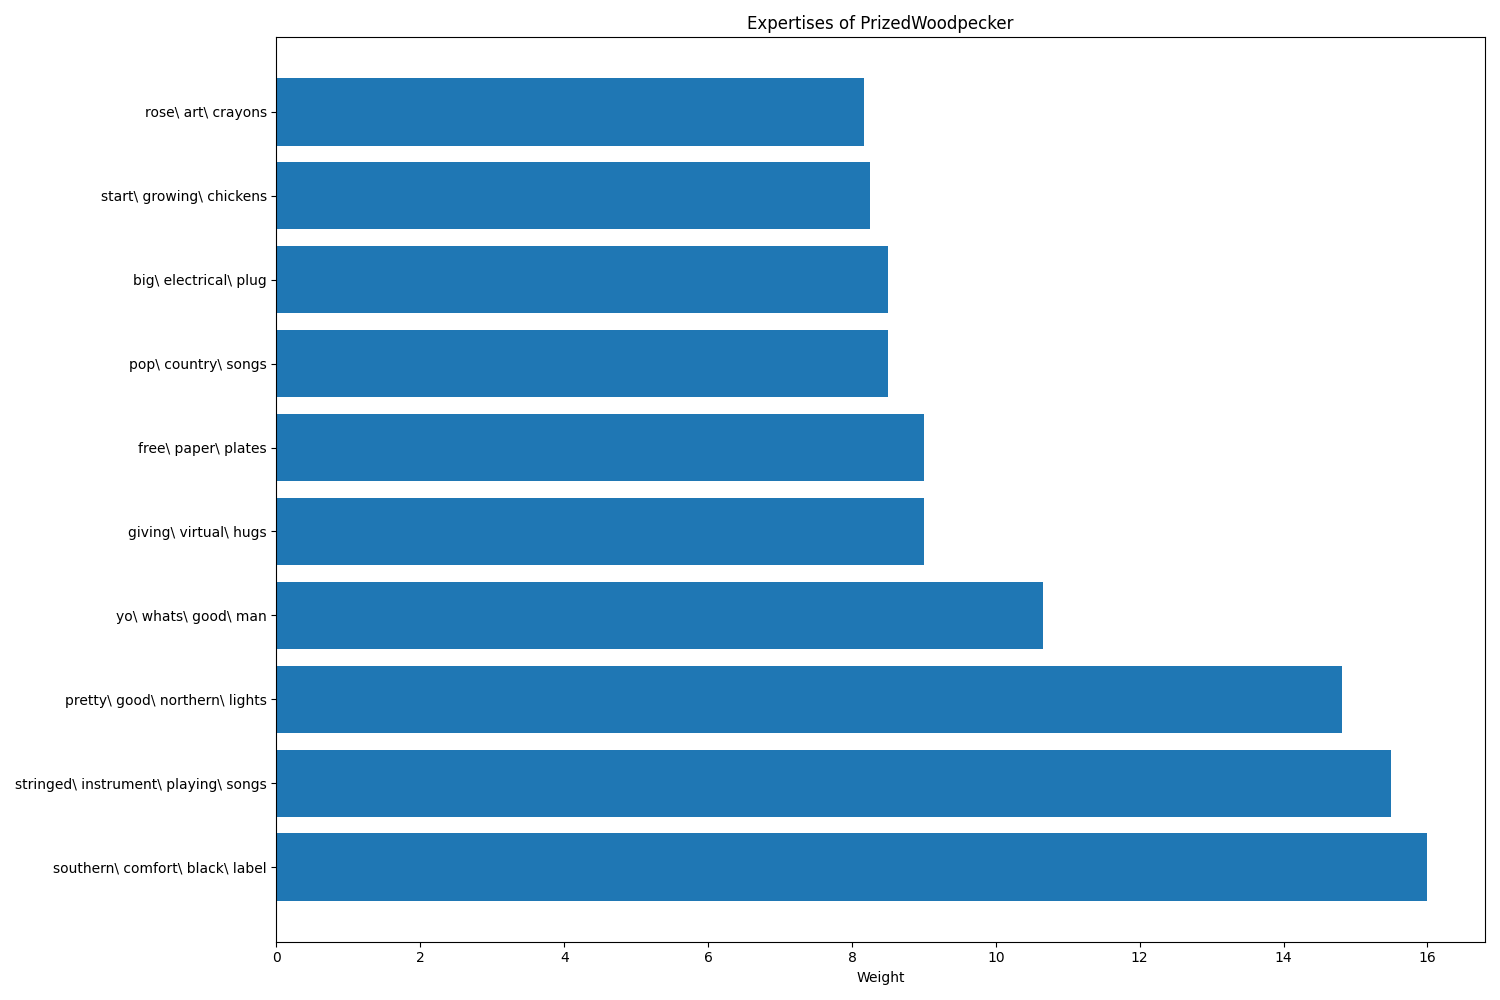 Expertises of PrizedWoodpecker
rose\ art\ crayons
start\ growing\ chickens
big\ electrical\ plug
pop\ country\ songs
free\ paper\ plates
giving\ virtual\ hugs
yo\ whats\ good\ man
pretty\ good\ northern\ lights
stringed\ instrument\ playing\ songs
southern\ comfort\ black\ label
0 2 4 6 8 10 12 14 16
Weight